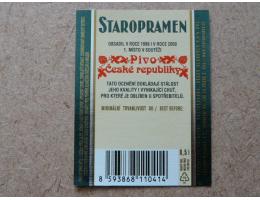 STAROPRAMEN
OBSADIL V ROCE 1999 I V ROCE 2000
1. MÍSTO V SOUTĚŽI
Pivo
České republiky
TATO OCENĚNÍ DOKLÁDAJÍ STÁLOST
JEHO KVALITY I VYNIKAJÍCÍ CHUŤ,
PRO KTERÉ JE OBLÍBEN U SPOTŘEBITELŮ.
MINIMÁLNÍ TRVANLIVOST DO / BEST BEFORE:
0,5 l
8 593868 110414